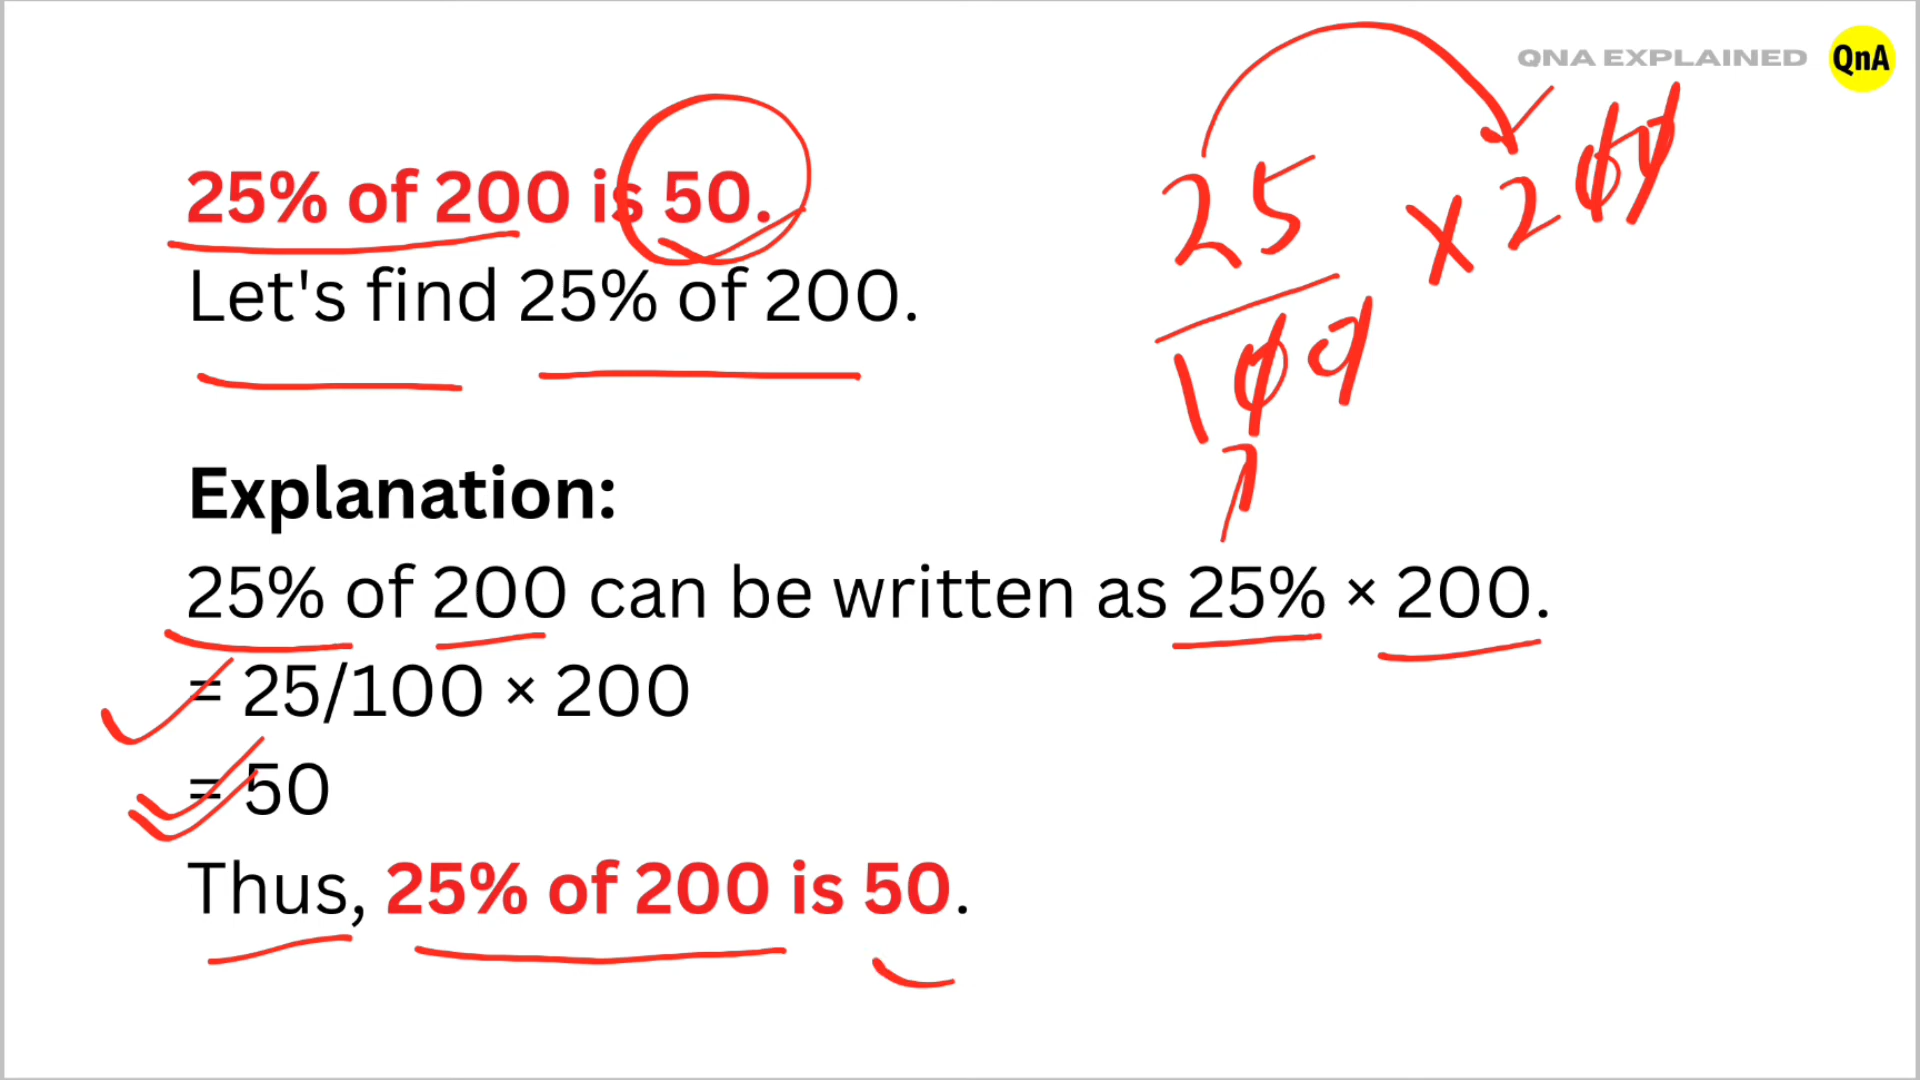 QNA EXPLAINED QnA
25% of 200 is 50.
Let's find 25% of 200.
25 × 200
100
Explanation:
25% of 200 can be written as 25% × 200.
= 25/100 × 200
= 50
Thus, 25% of 200 is 50.